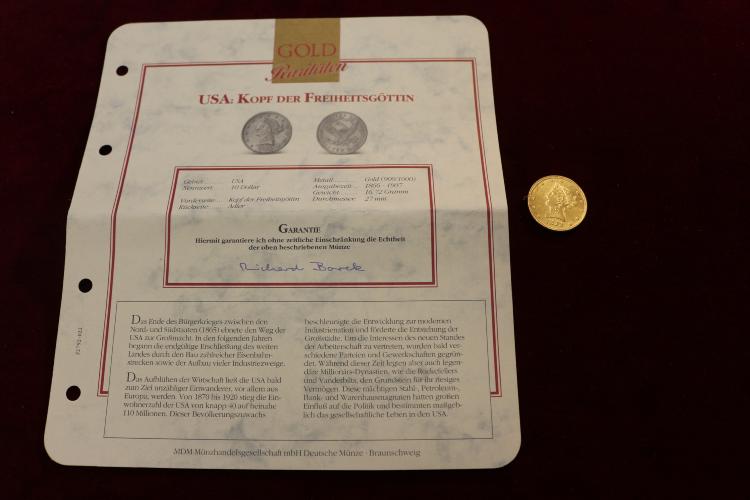 GOLD
Raritäten
USA: KOPF DER FREIHEITSGÖTTIN
Gebiet ........ USA
Nennwert 10 Dollar
Vorderseite ... Kopf der Freiheitsgöttin
Rückseite ..... Adler
Metall .......... Gold (900/1000)
Ausgabezeit ... 1866 - 1907
Gewicht ....... 16,72 Gramm
Durchmesser: 27 mm
GARANTIE
Hiermit garantiere ich ohne zeitliche Einschränkung die Echtheit
der oben beschriebenen Münze
Das Ende des Bürgerkrieges zwischen den
Nord- und Südstaaten (1865) ebnete den Weg der
USA zur Großmacht. In den folgenden Jahren
begann die endgültige Erschließung des weiten
Landes durch den Bau zahlreicher Eisenbahn-
strecken sowie der Aufbau vieler Industriezweige.
Das Aufblühen der Wirtschaft ließ die USA bald
zum Ziel unzähliger Einwanderer, vor allem aus
Europa, werden. Von 1870 bis 1920 stieg die Ein-
wohnerzahl der USA von knapp 40 auf beinahe
110 Millionen. Dieser Bevölkerungszuwachs
beschleunigte die Entwicklung zur modernen
Industrienation und förderte die Entstehung der
Großstädte. Um die Interessen des neuen Standes
der Arbeiterschaft zu vertreten, wurden bald ver-
schiedene Parteien und Gewerkschaften gegrün-
det. Während dieser Zeit legten aber auch legen-
däre Millionärs-Dynastien, wie die Rockefellers
und Vanderbilts, den Grundstein für ihr riesiges
Vermögen. Diese mächtigen Stahl-, Petroleum-,
Bank- und Warenhausmagnaten hatten großen
Einfluß auf die Politik und bestimmten maßgeb-
lich das gesellschaftliche Leben in den USA.
MDM Münzhandelsgesellschaft mbH Deutsche Münze · Braunschweig